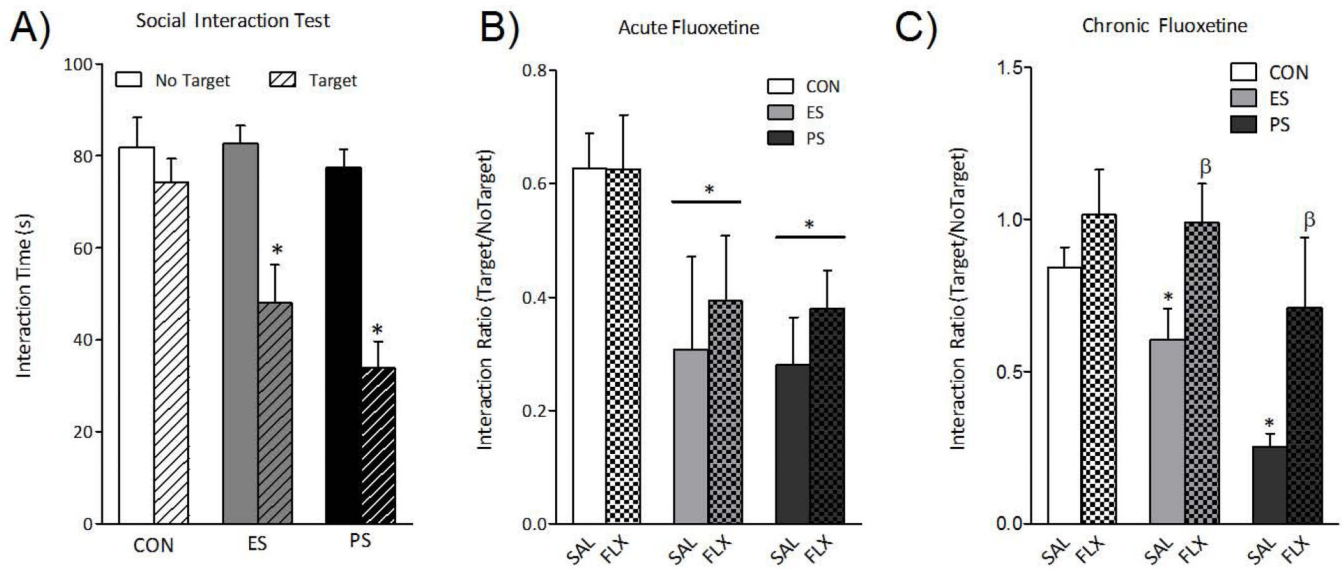 A)
Social Interaction Test
No Target
Target
Interaction Time (s)
100
80
60
40
20
0
*
*
CON
ES
PS
B)
Acute Fluoxetine
CON
ES
PS
Interaction Ratio (Target/NoTarget)
0.8
0.6
0.4
0.2
0.0
*
*
SAL
FLX
SAL
FLX
SAL
FLX
C)
Chronic Fluoxetine
CON
ES
PS
Interaction Ratio (Target/NoTarget)
1.5
1.0
0.5
0.0
*
β
*
β
SAL
FLX
SAL
FLX
SAL
FLX